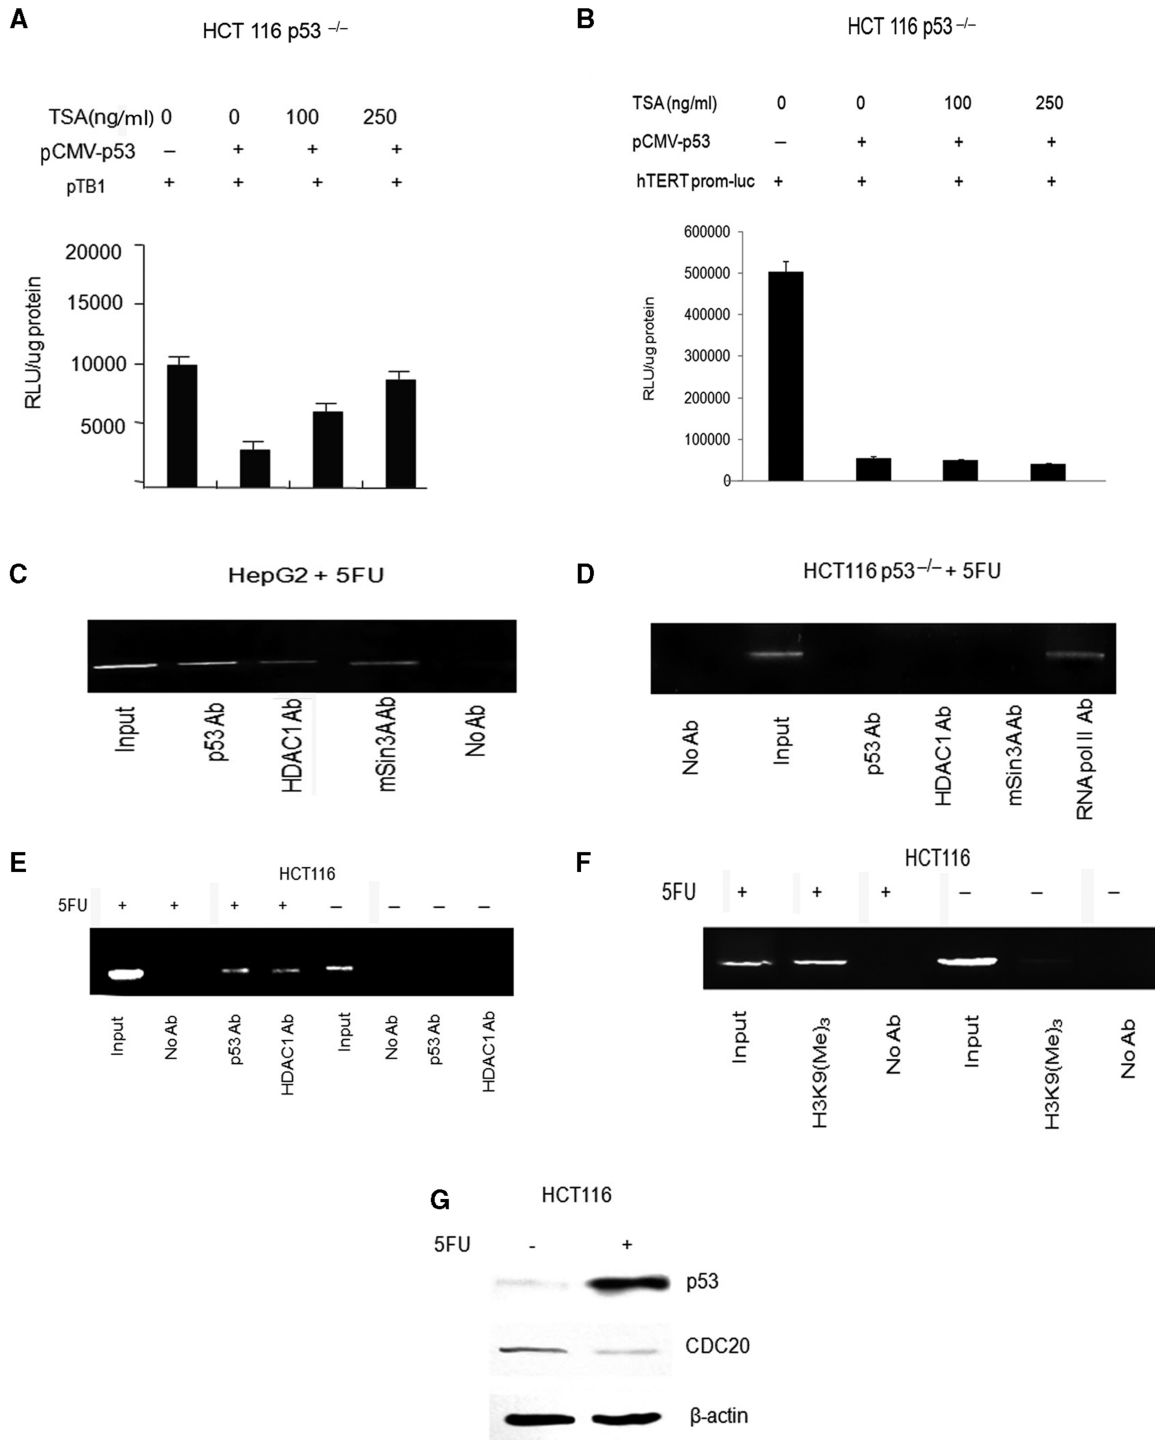 A
HCT 116 p53 –/–
TSA(ng/ml) 0 0 100 250
pCMV-p53 – + + +
pTB1 + + + +
20000
15000
10000
5000
RLU/ug protein
B
HCT 116 p53 –/–
TSA(ng/ml) 0 0 100 250
pCMV-p53 – + + +
hTERT prom-luc + + + +
600000
500000
400000
300000
200000
100000
0
RLU/ug protein
C
HepG2 + 5FU
Input
p53 Ab
HDAC1 Ab
mSin3A Ab
No Ab
D
HCT116 p53 –/– + 5FU
No Ab
Input
p53 Ab
HDAC1 Ab
mSin3A Ab
RNA pol II Ab
E
HCT116
5FU + + + + – – – –
Input
No Ab
p53 Ab
HDAC1 Ab
Input
No Ab
p53 Ab
HDAC1 Ab
F
HCT116
5FU + + + – – –
Input
H3K9(Me)₃
No Ab
Input
H3K9(Me)₃
No Ab
G
HCT116
5FU - +
p53
CDC20
β-actin